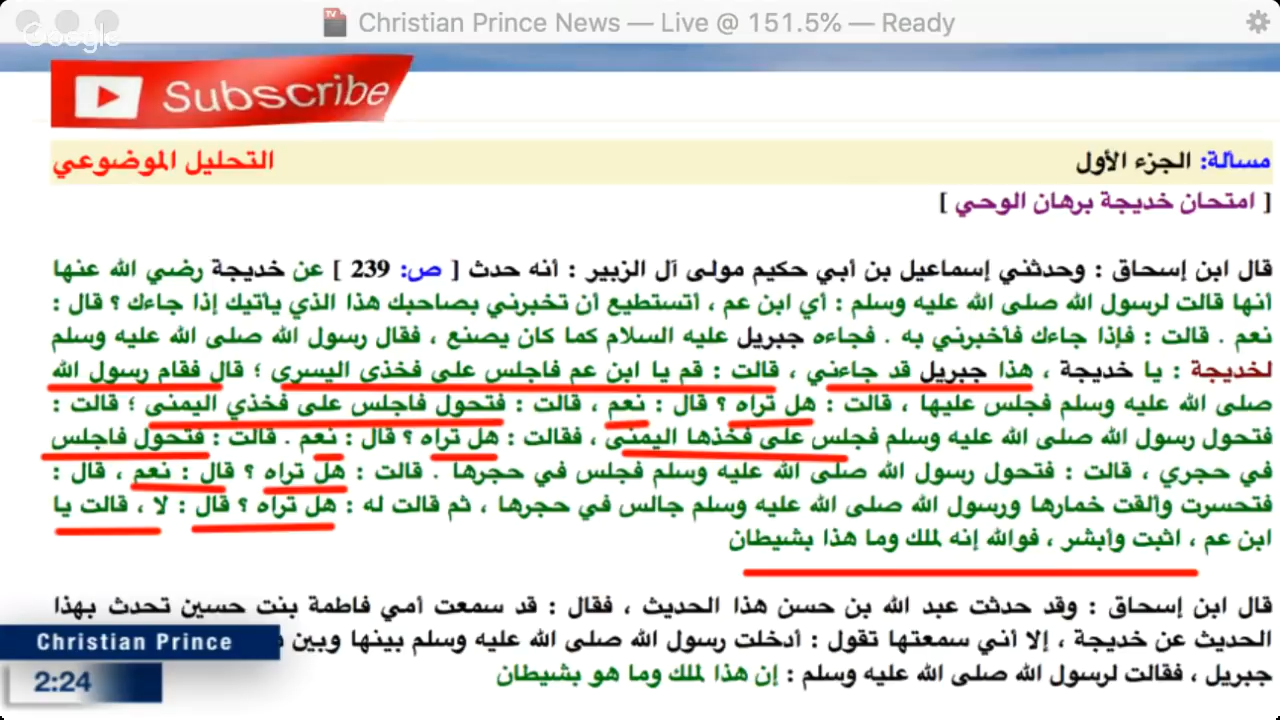 Christian Prince News — Live @ 151.5% — Ready
Google
Subscribe
مسألة: الجزء الأول
التحليل الموضوعي
[ امتحان خديجة برهان الوحي ]
قال ابن إسحاق : وحدثني إسماعيل بن أبي حكيم مولى آل الزبير : أنه حدث [ ص: 239 ] عن خديجة رضي الله عنها
أنها قالت لرسول الله صلى الله عليه وسلم : أي ابن عم ، أتستطيع أن تخبرني بصاحبك هذا الذي يأتيك إذا جاءك ؟ قال :
نعم . قالت : فإذا جاءك فأخبرني به . فجاءه جبريل عليه السلام كما كان يصنع ، فقال رسول الله صلى الله عليه وسلم
لخديجة : يا خديجة ، هذا جبريل قد جاءني ، قالت : قم يا ابن عم فاجلس على فخذي اليسرى ؛ قال فقام رسول الله
صلى الله عليه وسلم فجلس عليها ، قالت : هل تراه ؟ قال : نعم ، قالت : فتحول فاجلس على فخذي اليمنى ؛ قالت :
فتحول رسول الله صلى الله عليه وسلم فجلس على فخذها اليمنى ، فقالت : هل تراه ؟ قال : نعم . قالت : فتحول فاجلس
في حجري ، قالت : فتحول رسول الله صلى الله عليه وسلم فجلس في حجرها . قالت : هل تراه ؟ قال : نعم ، قال :
فتحسرت وألقت خمارها ورسول الله صلى الله عليه وسلم جالس في حجرها ، ثم قالت له : هل تراه ؟ قال : لا ، قالت يا
ابن عم ، اثبت وأبشر ، فوالله إنه لملك وما هذا بشيطان
قال ابن إسحاق : وقد حدثت عبد الله بن حسن هذا الحديث ، فقال : قد سمعت أمي فاطمة بنت حسين تحدث بهذا
الحديث عن خديجة ، إلا أني سمعتها تقول : أدخلت رسول الله صلى الله عليه وسلم بينها وبين
جبريل ، فقالت لرسول الله صلى الله عليه وسلم : إن هذا لملك وما هو بشيطان
Christian Prince
2:24